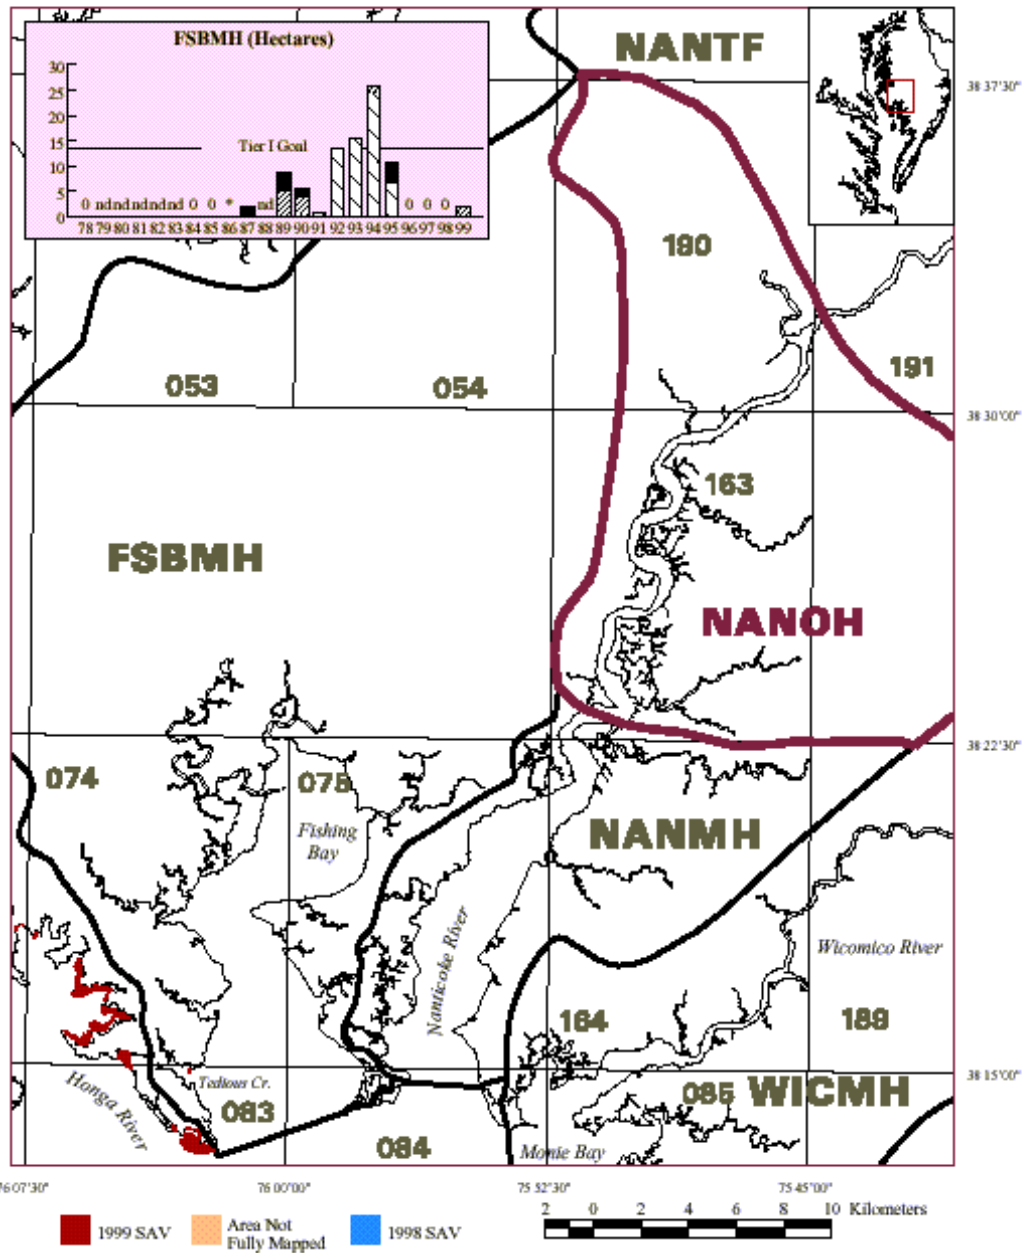 FSBMH (Hectares)
30
25
20
15
10
5
0
Tier I Goal
0 nd nd nd nd nd 0 0 * nd 0 0 0
78 79 80 81 82 83 84 85 86 87 88 89 90 91 92 93 94 95 96 97 98 99
NANTF
38 37'30"
190
053
054
191
38 30'00"
163
FSBMH
NANOH
38 22'30"
074
075
Fishing
Bay
NANMH
Nanticoke River
Wicomico River
164
189
38 15'00"
Honga River
Tedious Cr.
083
085
WICMH
084
Monie Bay
76 07'30"
76 00'00"
75 52'30"
75 45'00"
1999 SAV
Area Not
Fully Mapped
1998 SAV
2 0 2 4 6 8 10 Kilometers